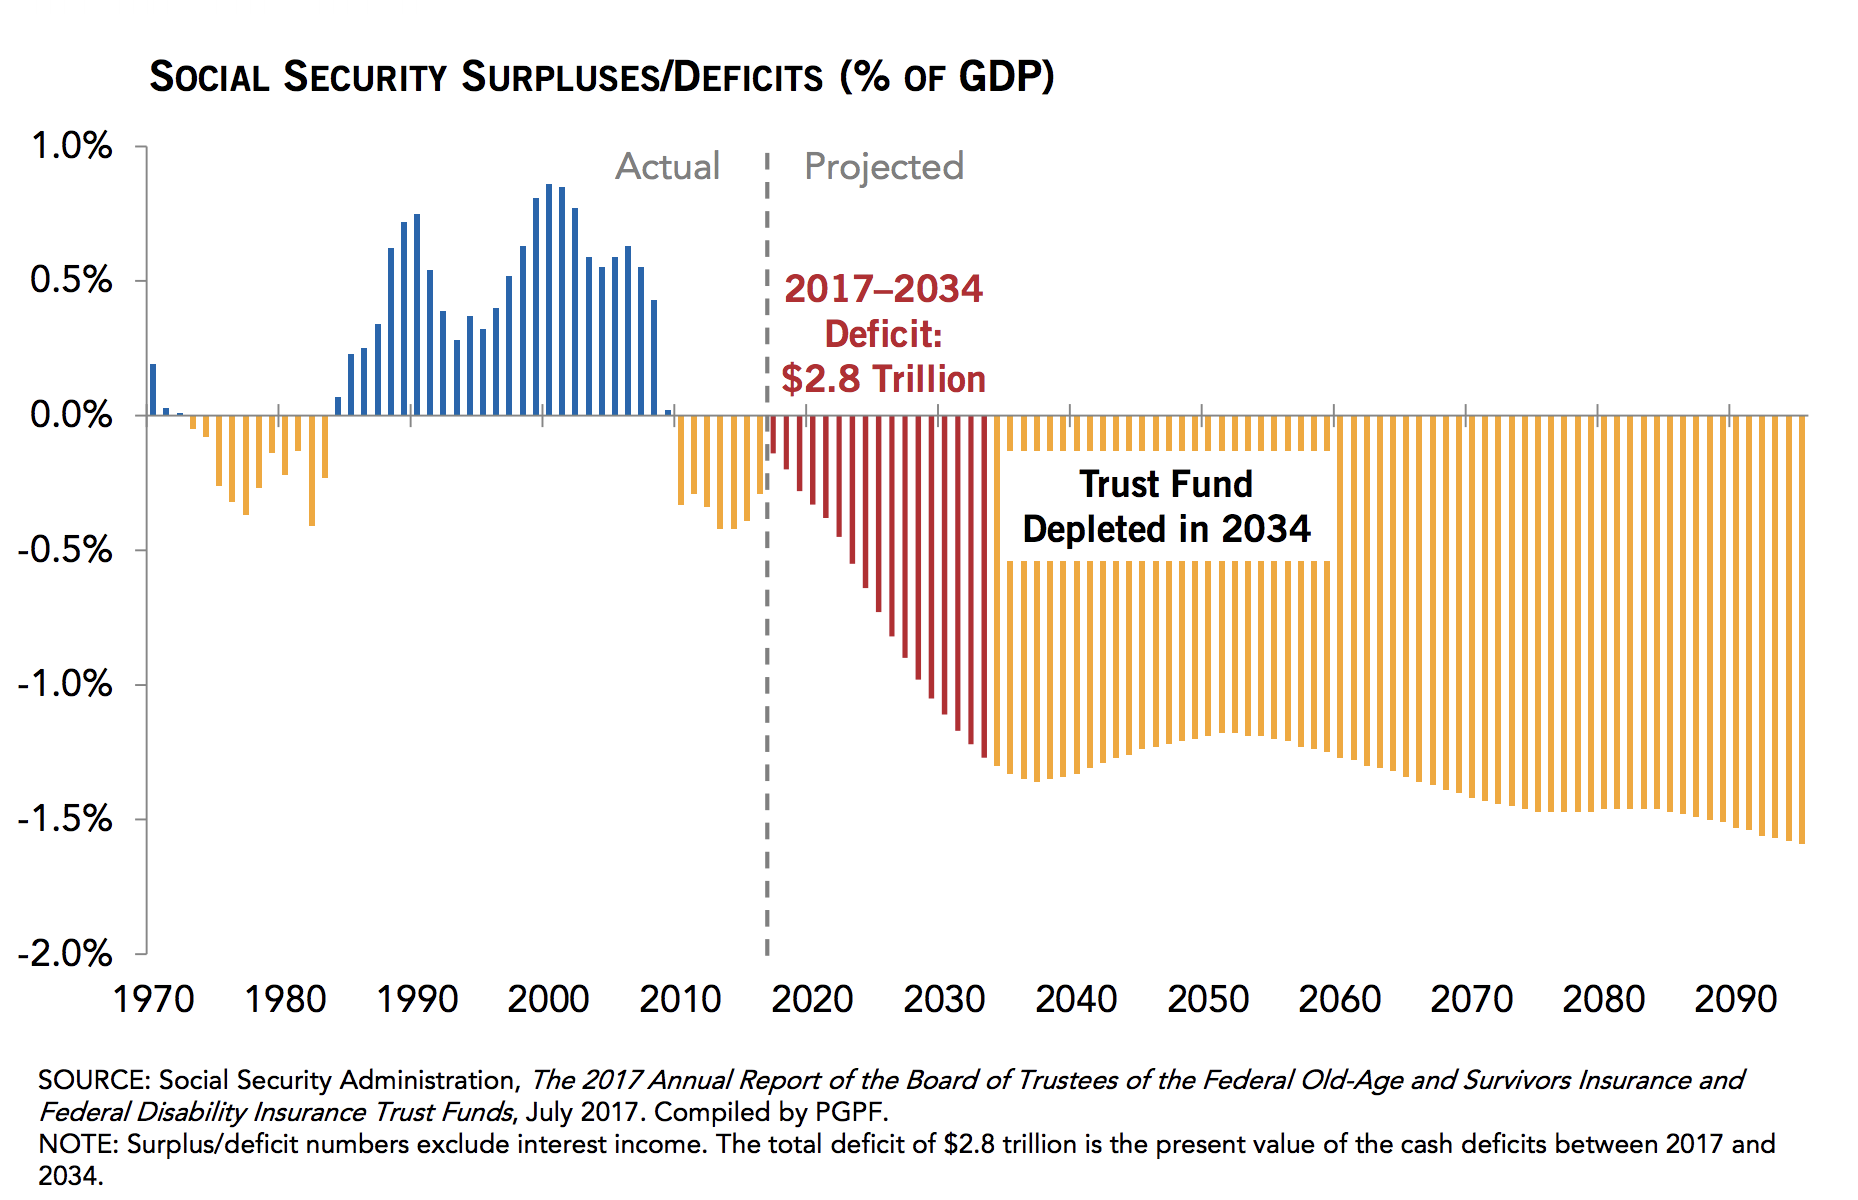 SOCIAL SECURITY SURPLUSES/DEFICITS (% OF GDP)
1.0%
Actual
Projected
0.5%
2017–2034
Deficit:
$2.8 Trillion
0.0%
Trust Fund
Depleted in 2034
-0.5%
-1.0%
-1.5%
-2.0%
1970 1980 1990 2000 2010 2020 2030 2040 2050 2060 2070 2080 2090
SOURCE: Social Security Administration, The 2017 Annual Report of the Board of Trustees of the Federal Old-Age and Survivors Insurance and
Federal Disability Insurance Trust Funds, July 2017. Compiled by PGPF.
NOTE: Surplus/deficit numbers exclude interest income. The total deficit of $2.8 trillion is the present value of the cash deficits between 2017 and
2034.